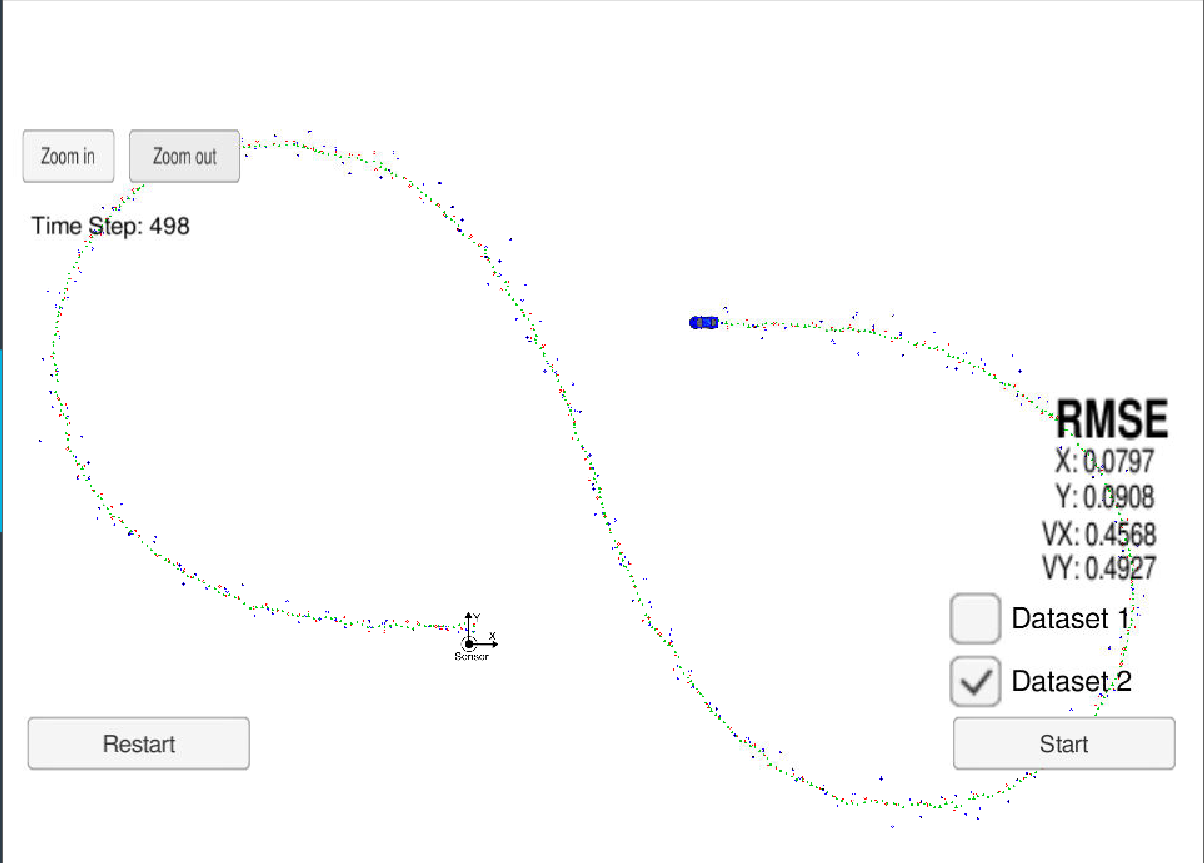 Zoom in
Zoom out
Time Step: 498
RMSE
X: 0.0797
Y: 0.0908
VX: 0.4568
VY: 0.4927
Y
X
Sensor
Dataset 1
Dataset 2
Restart
Start